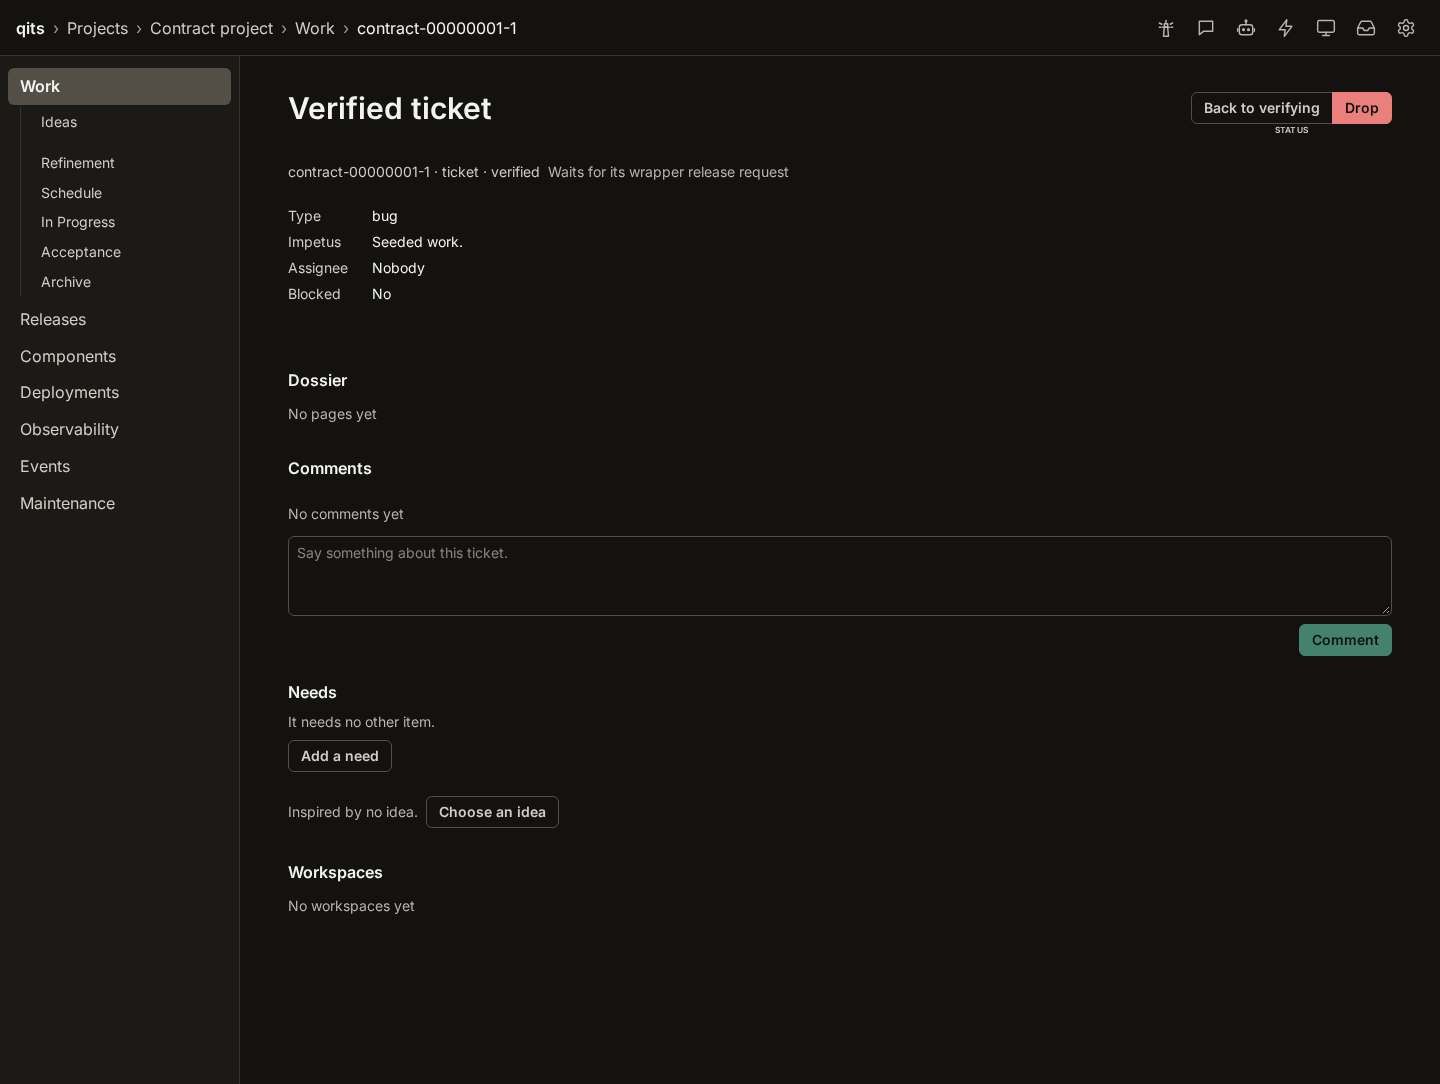 qits › Projects › Contract project › Work › contract-00000001-1
Work
Ideas
Refinement
Schedule
In Progress
Acceptance
Archive
Releases
Components
Deployments
Observability
Events
Maintenance
Verified ticket
Back to verifying
Drop
STATUS
contract-00000001-1 · ticket · verified Waits for its wrapper release request
Type bug
Impetus Seeded work.
Assignee Nobody
Blocked No
Dossier
No pages yet
Comments
No comments yet
Say something about this ticket.
Comment
Needs
It needs no other item.
Add a need
Inspired by no idea. Choose an idea
Workspaces
No workspaces yet